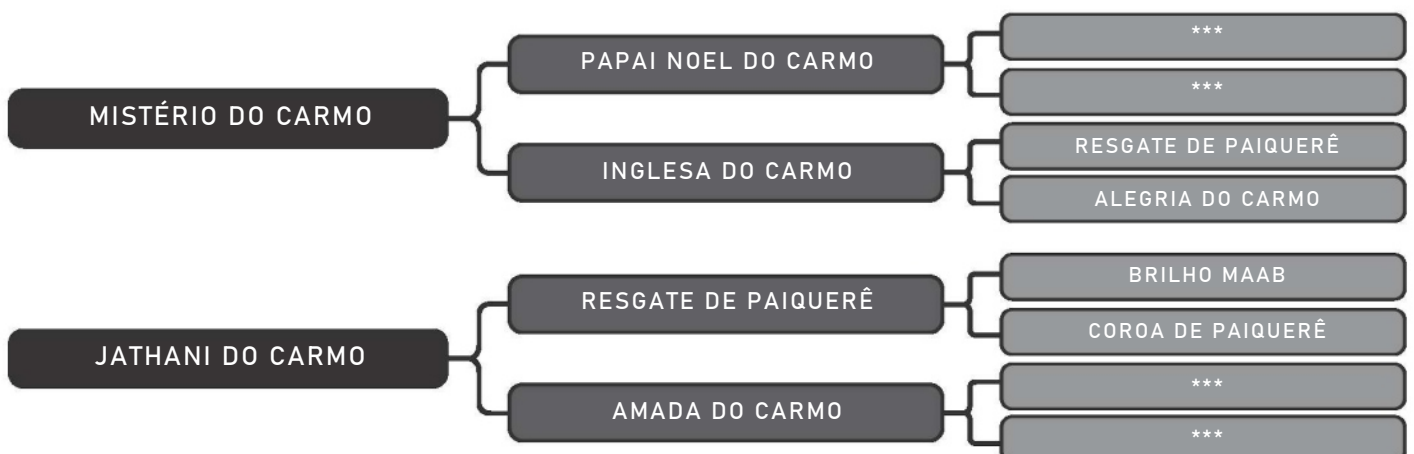 MISTÉRIO DO CARMO
PAPAI NOEL DO CARMO
***
***
INGLESA DO CARMO
RESGATE DE PAIQUERÊ
ALEGRIA DO CARMO
JATHANI DO CARMO
RESGATE DE PAIQUERÊ
BRILHO MAAB
COROA DE PAIQUERÊ
AMADA DO CARMO
***
***